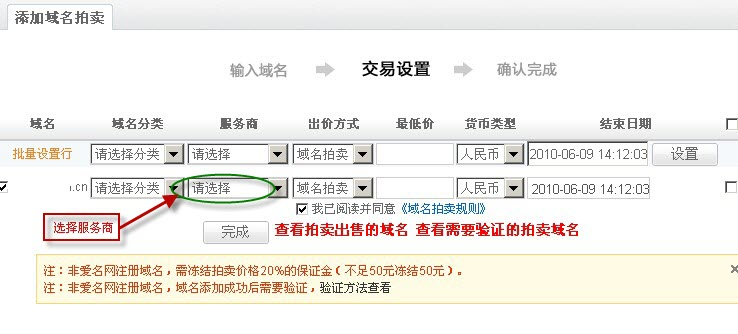 添加域名拍卖
输入域名 交易设置 确认完成
域名 域名分类 服务商 出价方式 最低价 货币类型 结束日期
批量设置行 请选择分类 请选择 域名拍卖 人民币 2010-06-09 14:12:03 设置
.cn 请选择分类 请选择 域名拍卖 人民币 2010-06-09 14:12:03
我已阅读并同意《域名拍卖规则》
选择服务商
完成 查看拍卖出售的域名 查看需要验证的拍卖域名
注：非爱名网注册域名，需冻结拍卖价格20%的保证金（不足50元冻结50元）。
注：非爱名网注册域名，域名添加成功后需要验证，验证方法查看